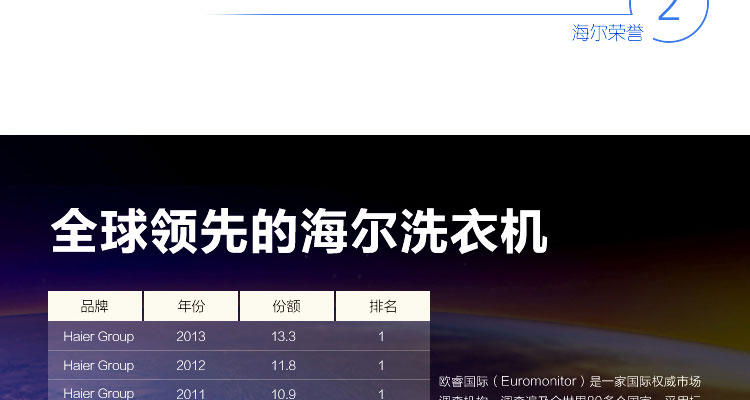 2
海尔荣誉
全球领先的海尔洗衣机
品牌 年份 份额 排名
Haier Group 2013 13.3 1
Haier Group 2012 11.8 1
Haier Group 2011 10.9 1
欧睿国际（Euromonitor）是一家国际权威市场